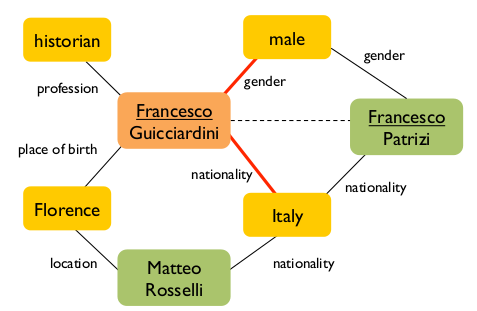 historian
male
gender
gender
profession
Francesco
Guicciardini
Francesco
Patrizi
place of birth
nationality
nationality
Florence
Italy
location
Matteo
Rosselli
nationality